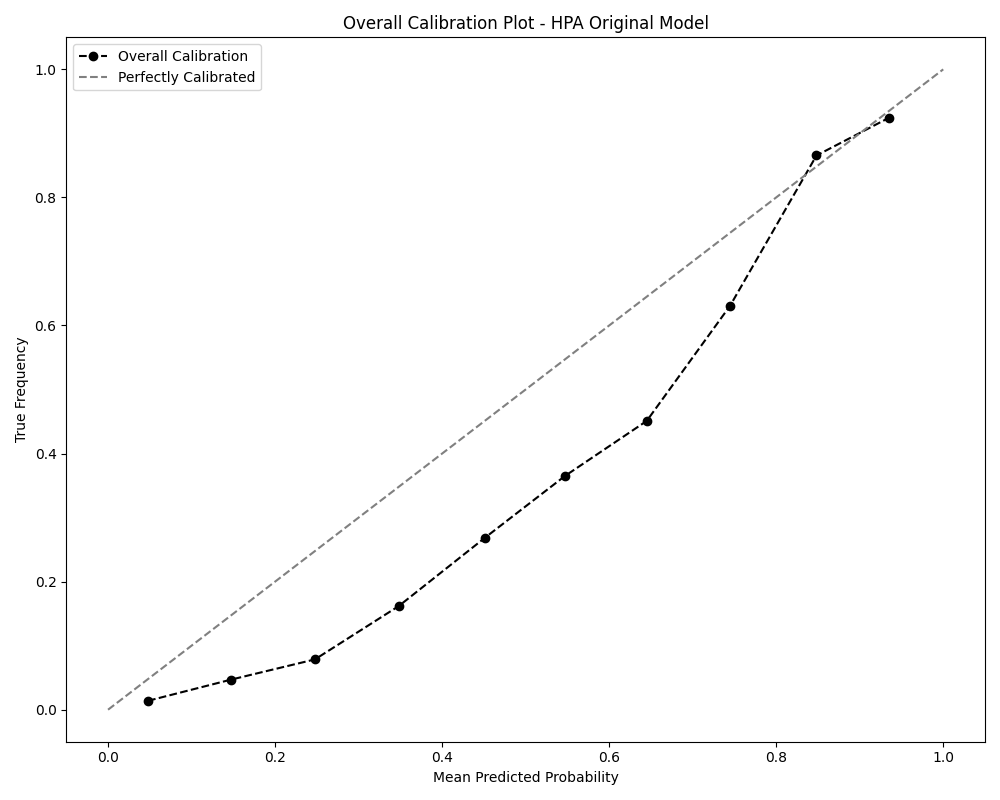 Overall Calibration Plot - HPA Original Model
Overall Calibration
Perfectly Calibrated
1.0
0.8
0.6
0.4
0.2
0.0
True Frequency
0.0 0.2 0.4 0.6 0.8 1.0
Mean Predicted Probability